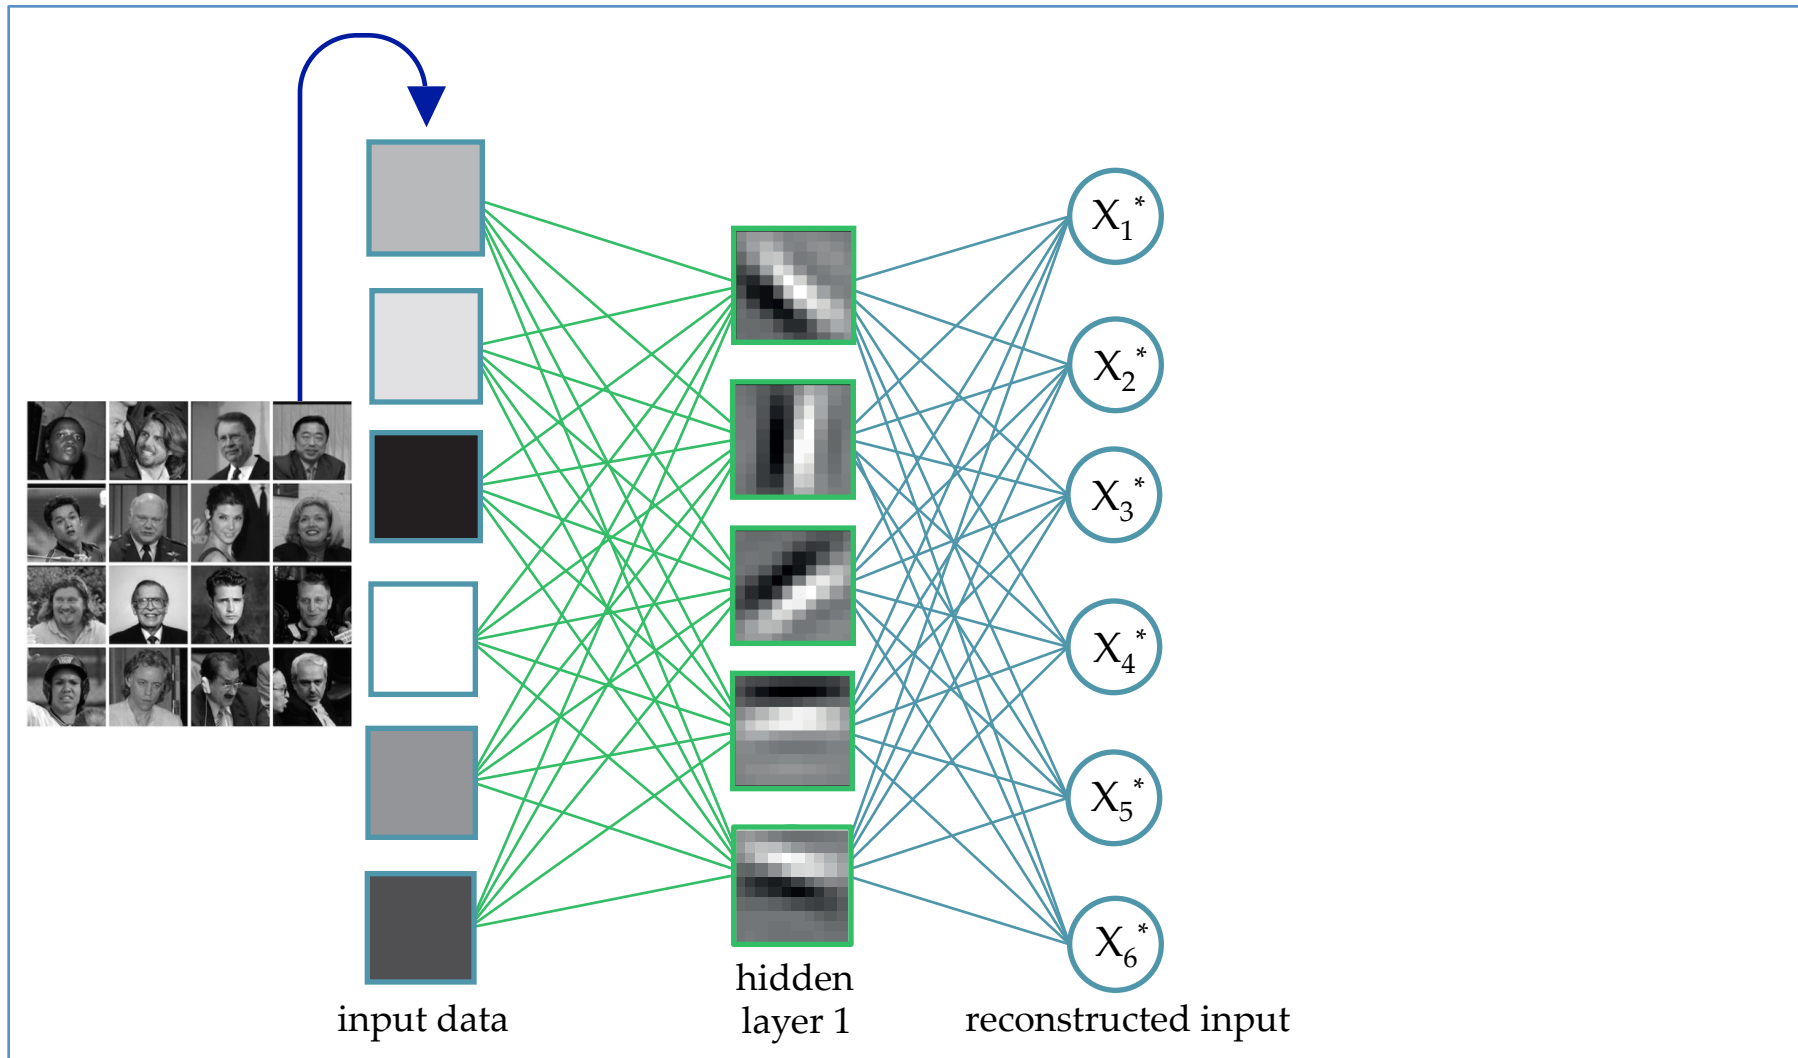 X₁*
X₂*
X₃*
X₄*
X₅*
X₆*
hidden
layer 1
input data
reconstructed input